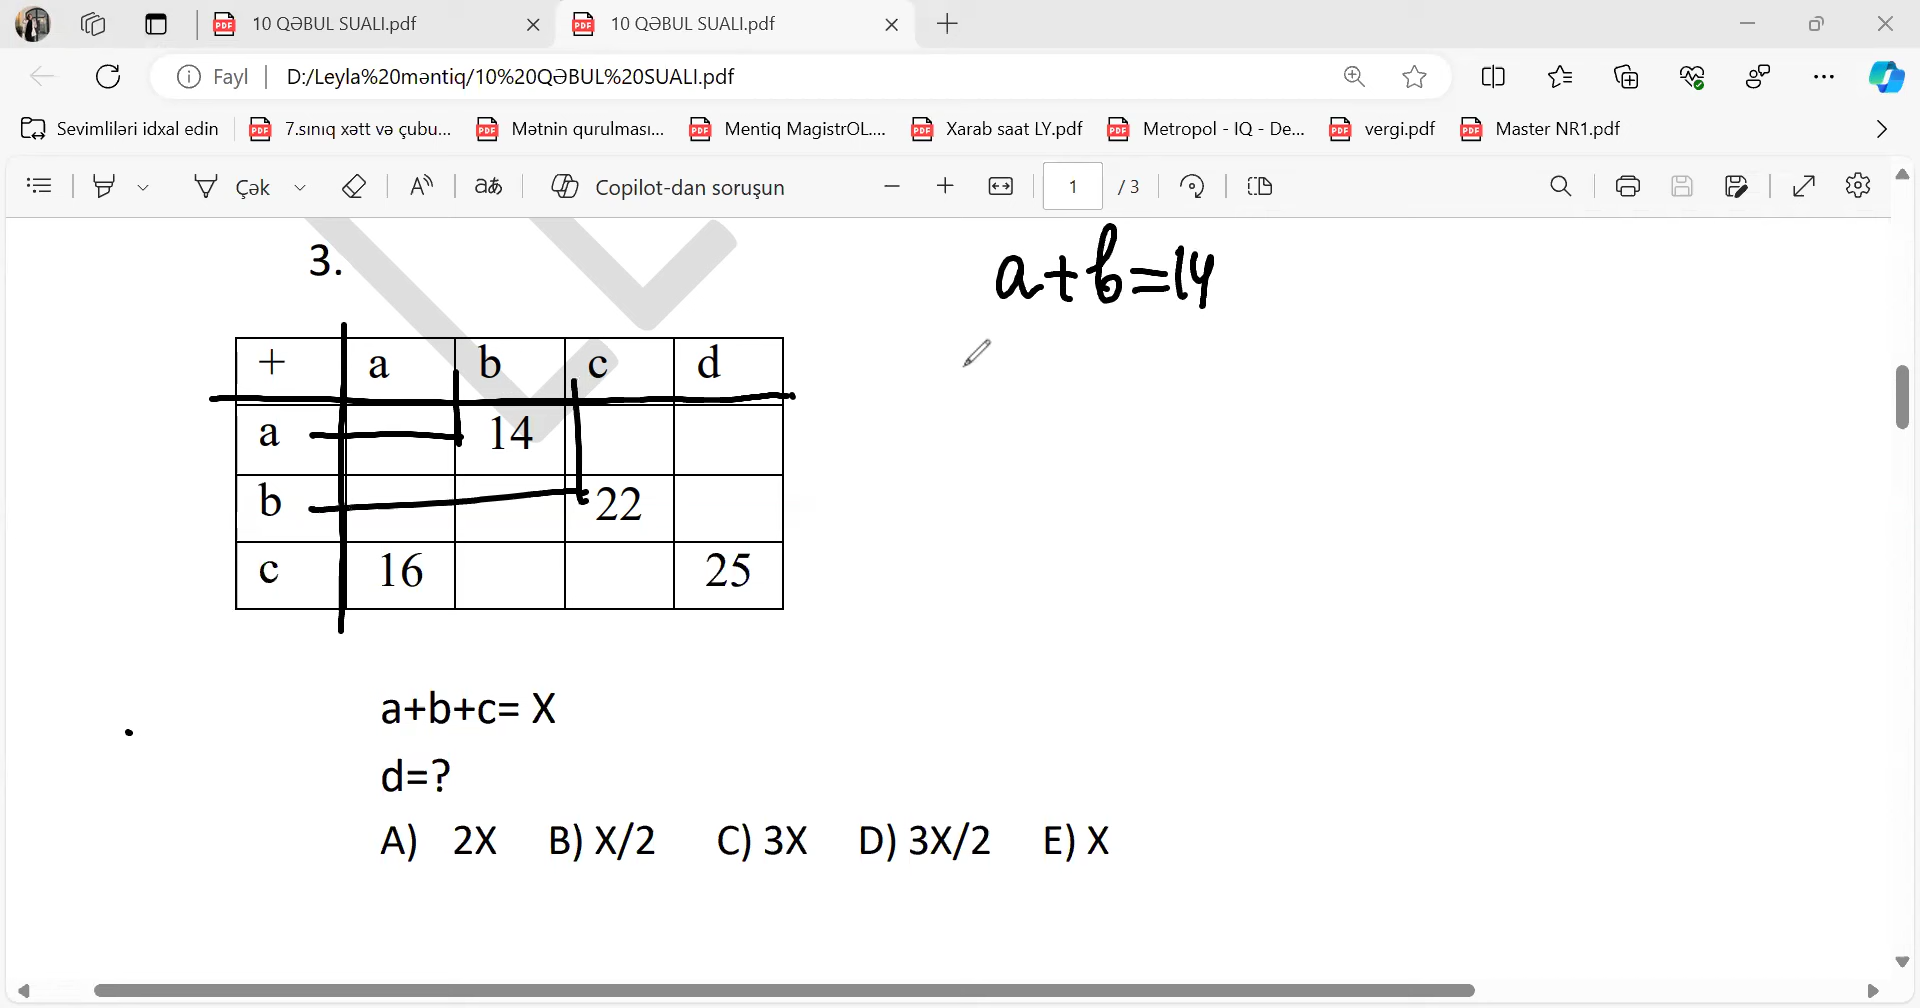 10 QƏBUL SUALI.pdf
10 QƏBUL SUALI.pdf
Fayl D:/Leyla%20məntiq/10%20QƏBUL%20SUALI.pdf
Sevimliləri idxal edin 7.sınıq xətt və çubu... Mətnin qurulması... Mentiq MagistrOL.... Xarab saat LY.pdf Metropol - IQ - De... vergi.pdf Master NR1.pdf
Çək aあ Copilot-dan soruşun 1 / 3
3.
a+b=14
+ a b c d
a 14
b 22
c 16 25
a+b+c= X
d=?
A) 2X B) X/2 C) 3X D) 3X/2 E) X